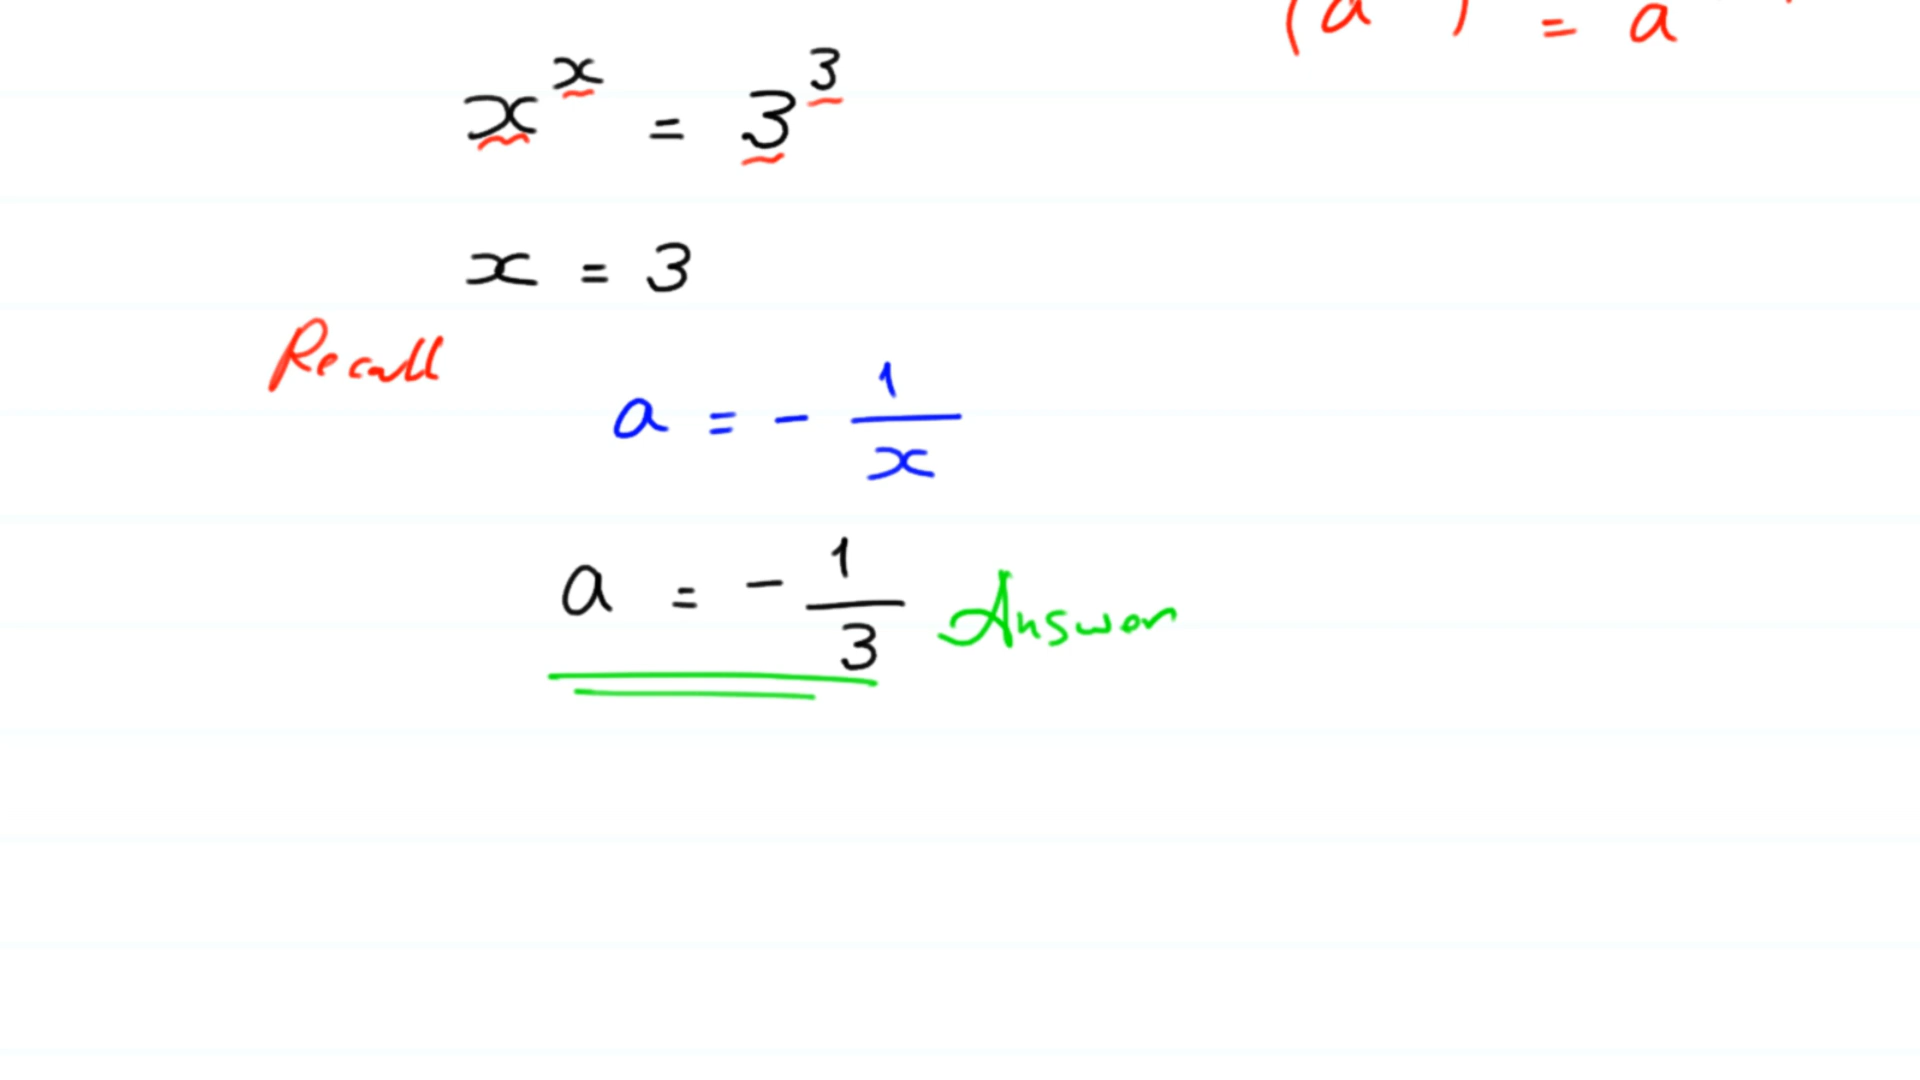 ( a ) = a
x^x = 3^3
x = 3
Recall
a = - 1/x
a = - 1/3 Answer